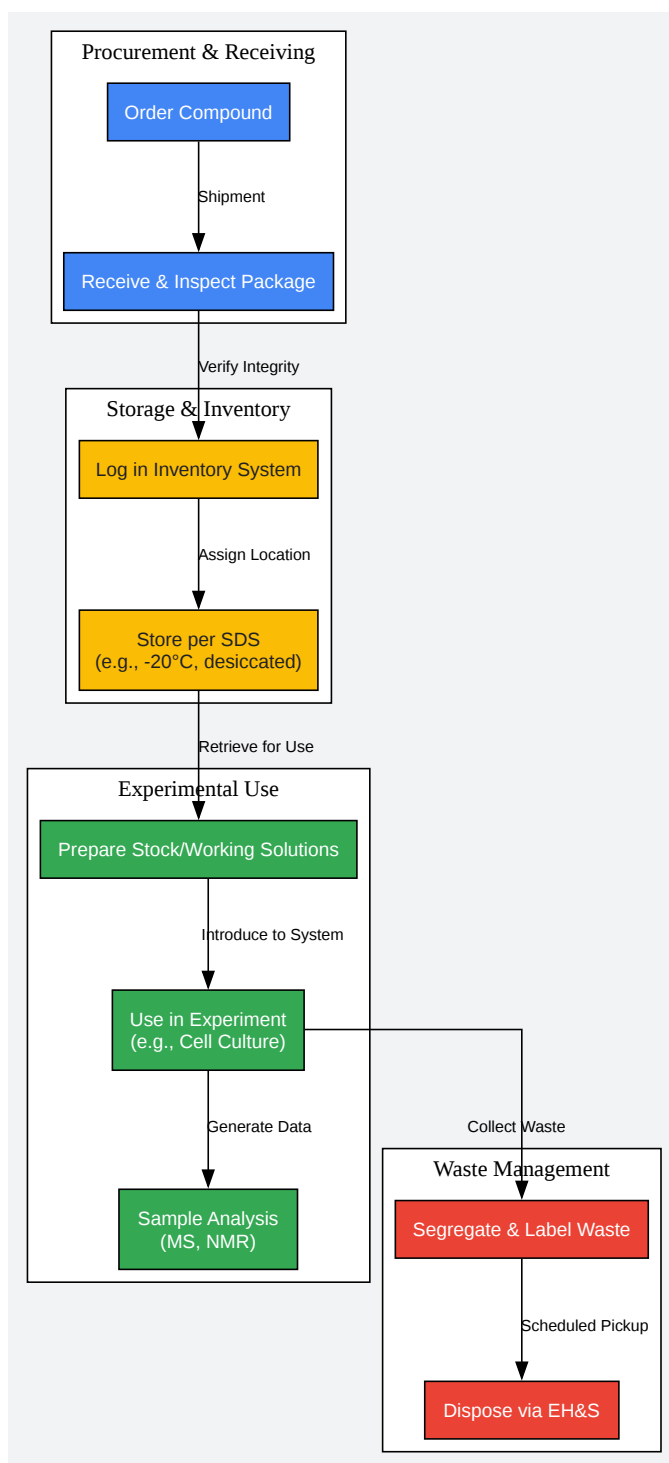 Procurement & Receiving
Order Compound
Shipment
Receive & Inspect Package
Verify Integrity
Storage & Inventory
Log in Inventory System
Assign Location
Store per SDS
(e.g., -20°C, desiccated)
Retrieve for Use
Experimental Use
Prepare Stock/Working Solutions
Introduce to System
Use in Experiment
(e.g., Cell Culture)
Generate Data
Sample Analysis
(MS, NMR)
Collect Waste
Waste Management
Segregate & Label Waste
Scheduled Pickup
Dispose via EH&S